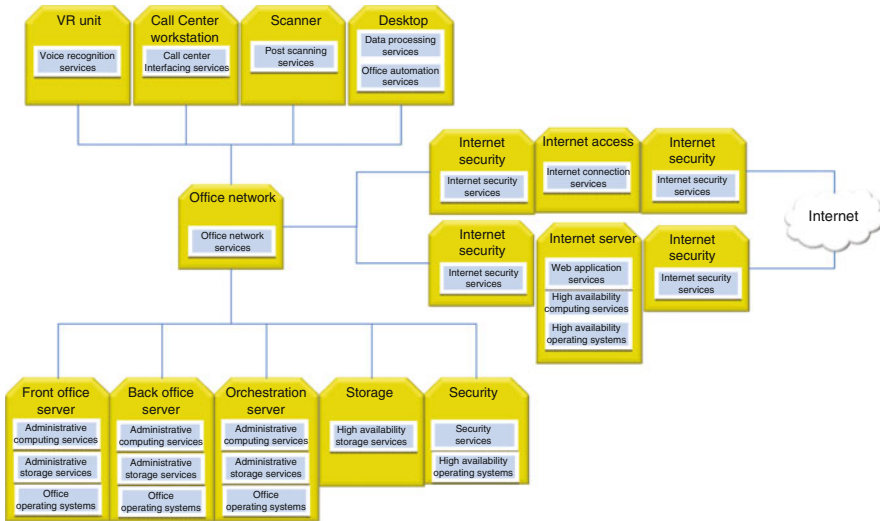 VR unit
Voice recognition
services
Call Center
workstation
Call center
Interfacing services
Scanner
Post scanning
services
Desktop
Data processing
services
Office automation
services
Internet
security
Internet security
services
Internet access
Internet connection
services
Internet
security
Internet security
services
Internet
Office network
Office network
services
Internet
security
Internet security
services
Internet server
Web application
services
High availability
computing services
High availability
operating systems
Internet
security
Internet security
services
Front office
server
Administrative
computing services
Administrative
storage services
Office
operating systems
Back office
server
Administrative
computing services
Administrative
storage services
Office
operating systems
Orchestration
server
Administrative
computing services
Administrative
storage services
Office
operating systems
Storage
High availability
storage services
Security
Security
services
High availability
operating systems